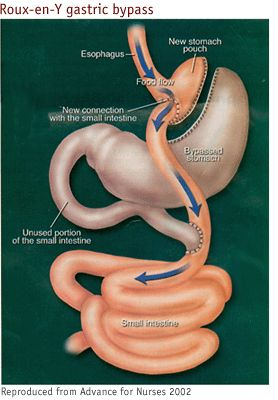 Roux-en-Y gastric bypass
Esophagus
New stomach
pouch
Food flow
New connection
with the small intestine
Bypassed
stomach
Unused portion
of the small intestine
Small intestine
Reproduced from Advance for Nurses 2002